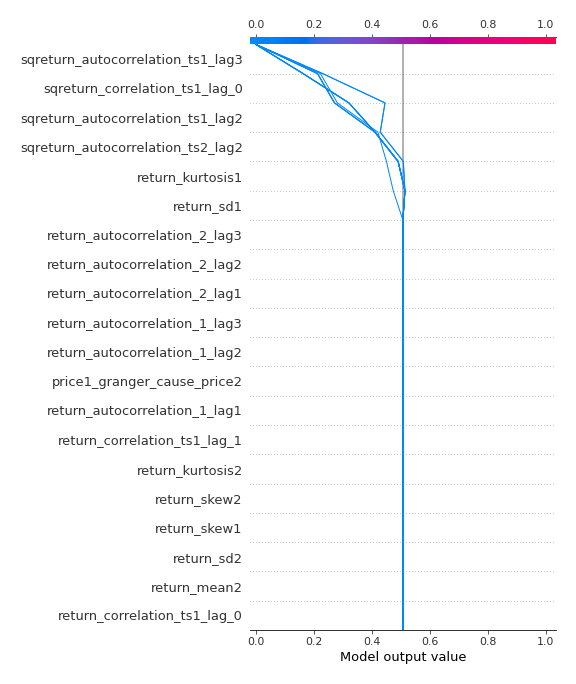 0.0 0.2 0.4 0.6 0.8 1.0
sqreturn_autocorrelation_ts1_lag3
sqreturn_correlation_ts1_lag_0
sqreturn_autocorrelation_ts1_lag2
sqreturn_autocorrelation_ts2_lag2
return_kurtosis1
return_sd1
return_autocorrelation_2_lag3
return_autocorrelation_2_lag2
return_autocorrelation_2_lag1
return_autocorrelation_1_lag3
return_autocorrelation_1_lag2
price1_granger_cause_price2
return_autocorrelation_1_lag1
return_correlation_ts1_lag_1
return_kurtosis2
return_skew2
return_skew1
return_sd2
return_mean2
return_correlation_ts1_lag_0
0.0 0.2 0.4 0.6 0.8 1.0
Model output value